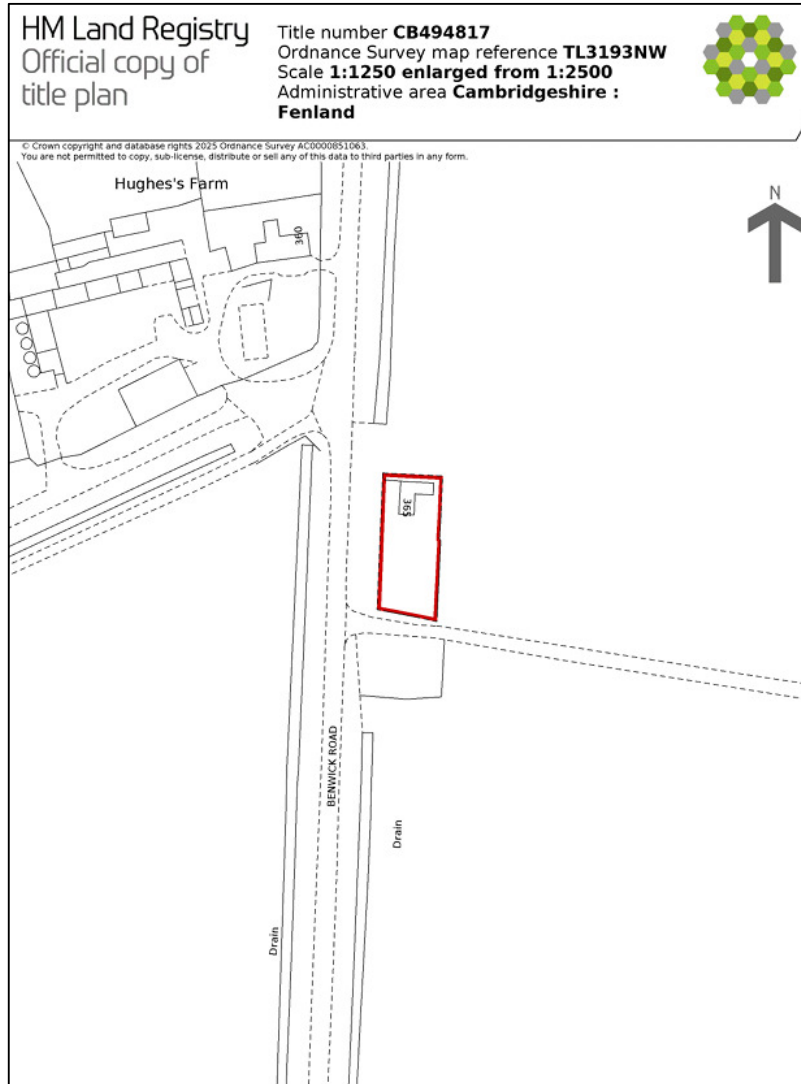 HM Land Registry
Official copy of
title plan
Title number CB494817
Ordnance Survey map reference TL3193NW
Scale 1:1250 enlarged from 1:2500
Administrative area Cambridgeshire :
Fenland
© Crown copyright and database rights 2025 Ordnance Survey AC0000851063.
You are not permitted to copy, sub-license, distribute or sell any of this data to third parties in any form.
Hughes's Farm
N
360
365
BENWICK ROAD
Drain
Drain